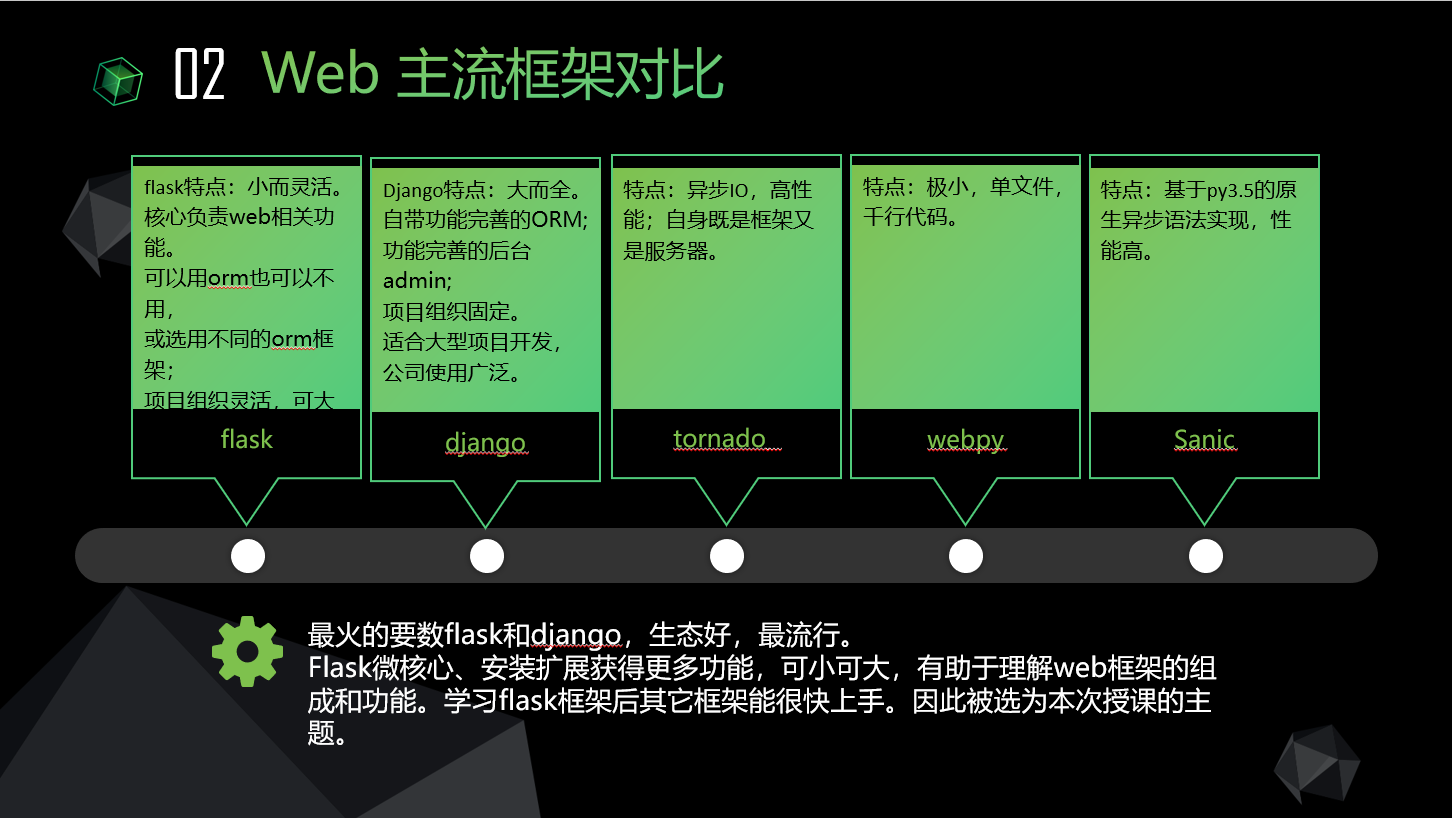 02 Web 主流框架对比
flask特点：小而灵活。
核心负责web相关功
能。
可以用orm也可以不
用，
或选用不同的orm框
架；
项目组织灵活，可大
flask
Django特点：大而全。
自带功能完善的ORM;
功能完善的后台
admin;
项目组织固定。
适合大型项目开发，
公司使用广泛。
django
特点：异步IO，高性
能；自身既是框架又
是服务器。
tornado
特点：极小，单文件，
千行代码。
webpy
特点：基于py3.5的原
生异步语法实现，性
能高。
Sanic
最火的要数flask和django，生态好，最流行。
Flask微核心、安装扩展获得更多功能，可小可大，有助于理解web框架的组
成和功能。学习flask框架后其它框架能很快上手。因此被选为本次授课的主
题。